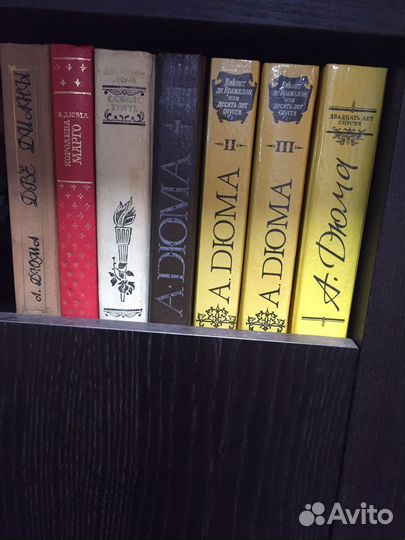 А. ДЮМА ДВЕ ДИАНЫ
А. ДЮМА
КОРОЛЕВА
МАРГО
ДЮМА
А. ДЮМА
Виконт
де Бражелон,
или
десять лет
спустя
II
А. ДЮМА
Виконт
де Бражелон,
или
десять лет
спустя
III
А. ДЮМА
ДВАДЦАТЬ ЛЕТ
СПУСТЯ
А. Дюма
Avito